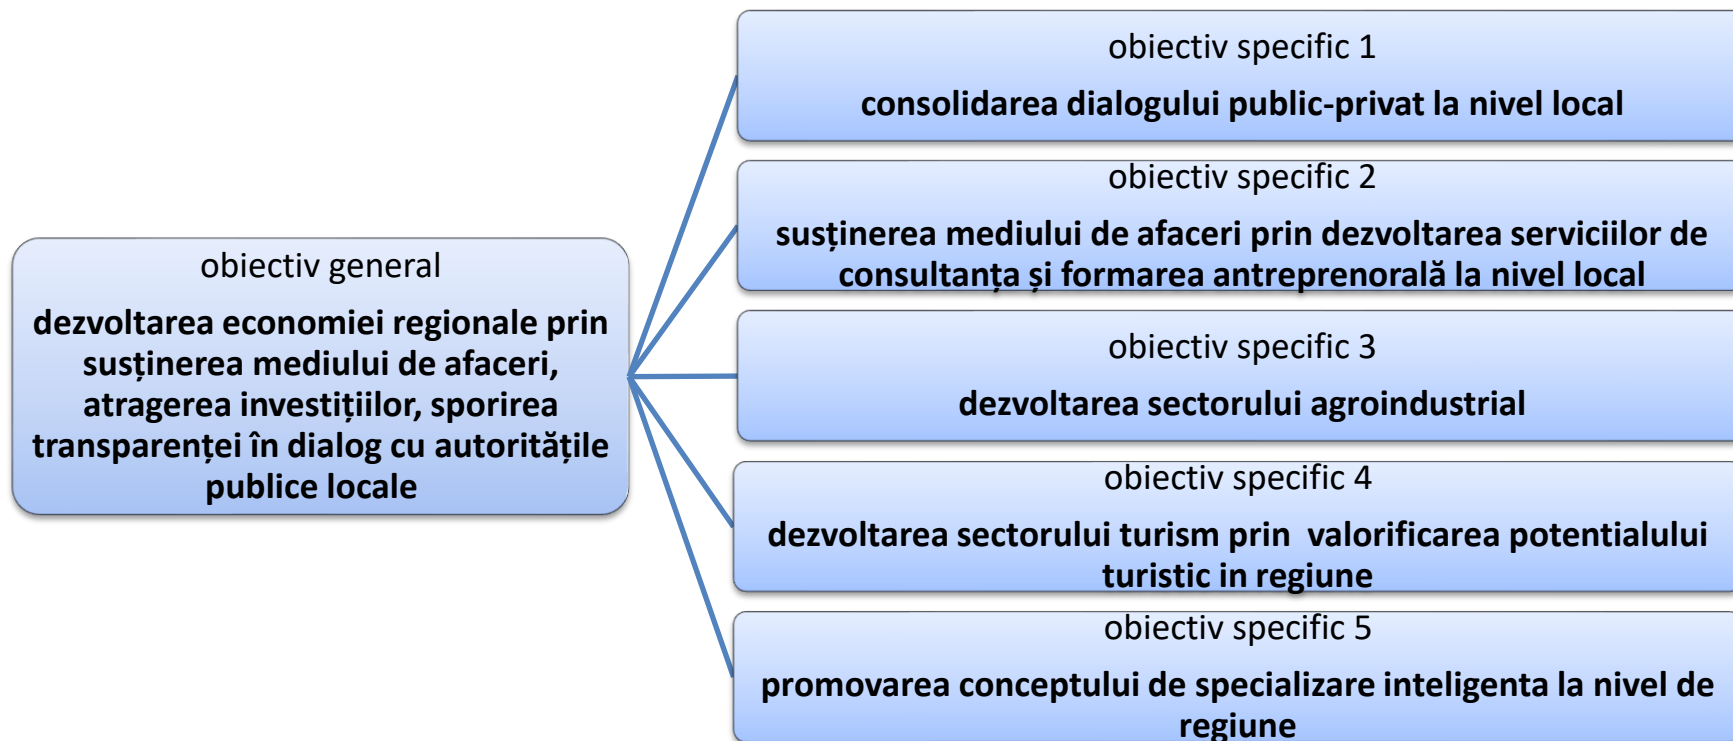 obiectiv general
dezvoltarea economiei regionale prin
susținerea mediului de afaceri,
atragerea investițiilor, sporirea
transparenței în dialog cu autoritățile
publice locale
obiectiv specific 1
consolidarea dialogului public-privat la nivel local
obiectiv specific 2
susținerea mediului de afaceri prin dezvoltarea serviciilor de
consultanța și formarea antreprenorală la nivel local
obiectiv specific 3
dezvoltarea sectorului agroindustrial
obiectiv specific 4
dezvoltarea sectorului turism prin  valorificarea potentialului
turistic in regiune
obiectiv specific 5
promovarea conceptului de specializare inteligenta la nivel de
regiune